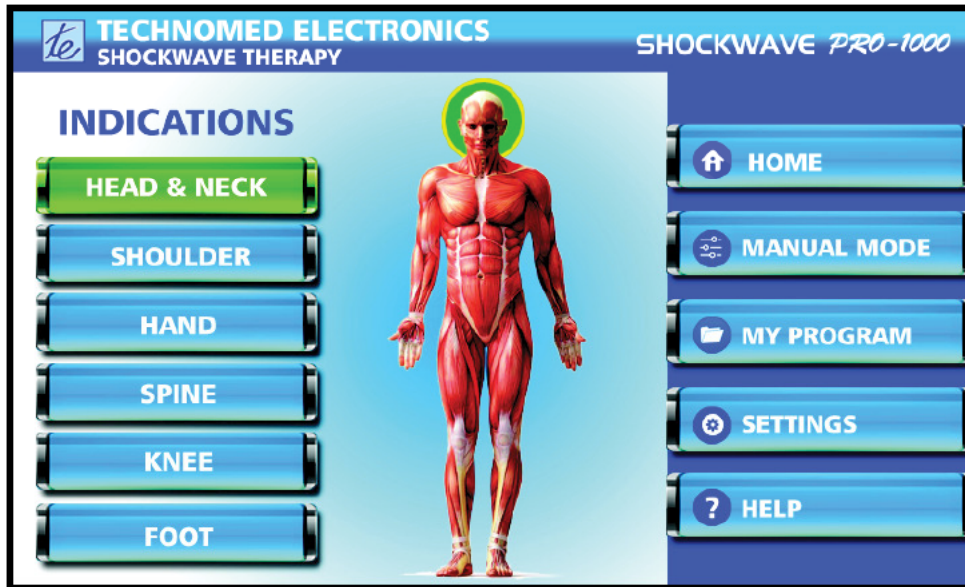 te
TECHNOMED ELECTRONICS
SHOCKWAVE THERAPY
SHOCKWAVE PRO-1000
INDICATIONS
HEAD & NECK
SHOULDER
HAND
SPINE
KNEE
FOOT
HOME
MANUAL MODE
MY PROGRAM
SETTINGS
? HELP